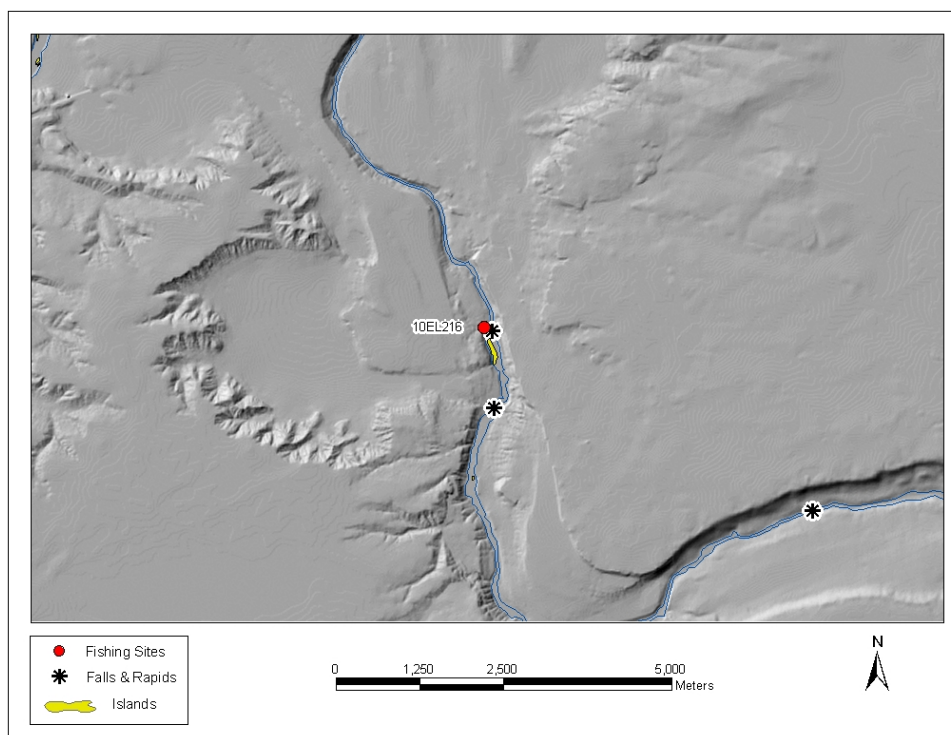 10EL216
Fishing Sites
Falls & Rapids
Islands
0 1,250 2,500 5,000
Meters
N